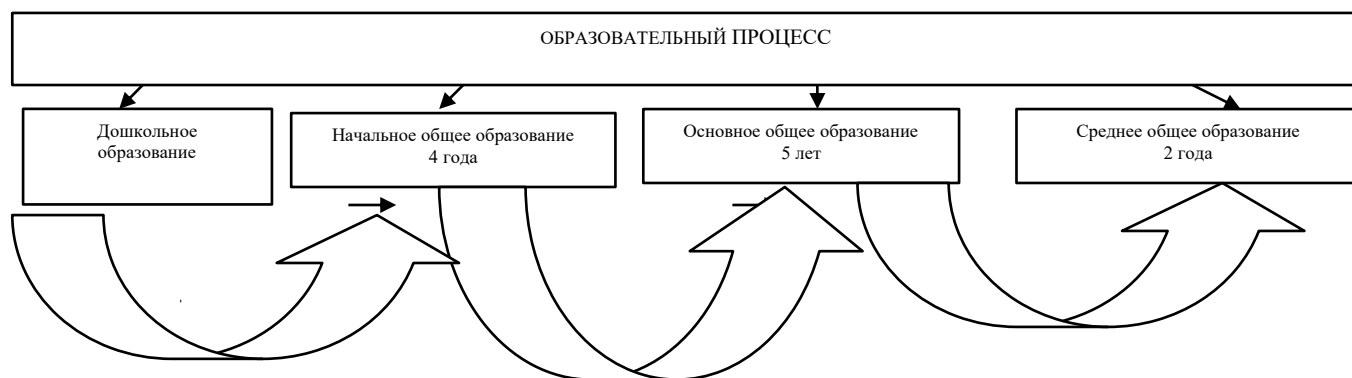 ОБРАЗОВАТЕЛЬНЫЙ ПРОЦЕСС
Дошкольное
образование
Начальное общее образование
4 года
Основное общее образование
5 лет
Среднее общее образование
2 года